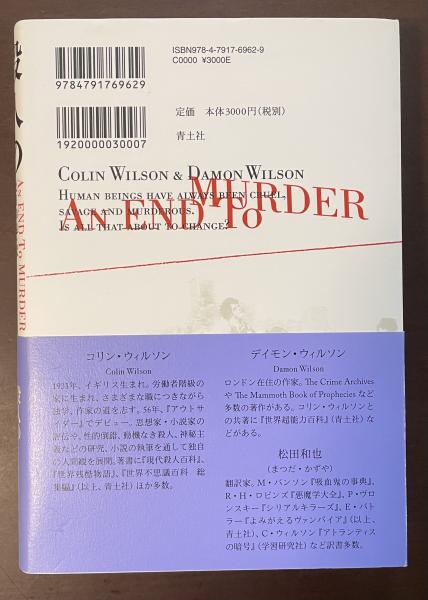 ISBN978-4-7917-6962-9
C0000 ¥3000E
9784791769629
定価 本体3000円(税別)
1920000030007
青土社
COLIN WILSON & DAMON WILSON
HUMAN BEINGS HAVE ALWAYS BEEN CRUEL,
SAVAGE AND MURDEROUS.
IS ALL THAT ABOUT TO CHANGE?
AN END TO MURDER
AN END TO MURDER
コリン・ウィルソン
Colin Wilson
1931年、イギリス生まれ。労働者階級の
家に生まれ、さまざまな職につきながら
独学、作家の道を志す。56年、『アウトサ
イダー』でデビュー。思想家・小説家の
評伝や、性的倒錯、動機なき殺人、神秘主
義などの研究、小説の執筆を通して独自
の人間観を展開。著書に『現代殺人百科』、
『世界残酷物語』、『世界不思議百科 総
集編』(以上、青土社)ほか多数。
デイモン・ウィルソン
Damon Wilson
ロンドン在住の作家。The Crime Archives
や The Mammoth Book of Prophecies など
多数の著作がある。コリン・ウィルソンと
の共著に『世界超能力百科』(青土社)な
どがある。
松田和也
(まつだ・かずや)
翻訳家。M・バンソン『吸血鬼の事典』、
R・H・ロビンズ『悪魔学大全』、P・ヴロ
ンスキー『シリアルキラーズ』、E・バト
ラー『よみがえるヴァンパイア』(以上、
青土社)、C・ウィルソン『アトランティス
の暗号』(学習研究社)など訳書多数。